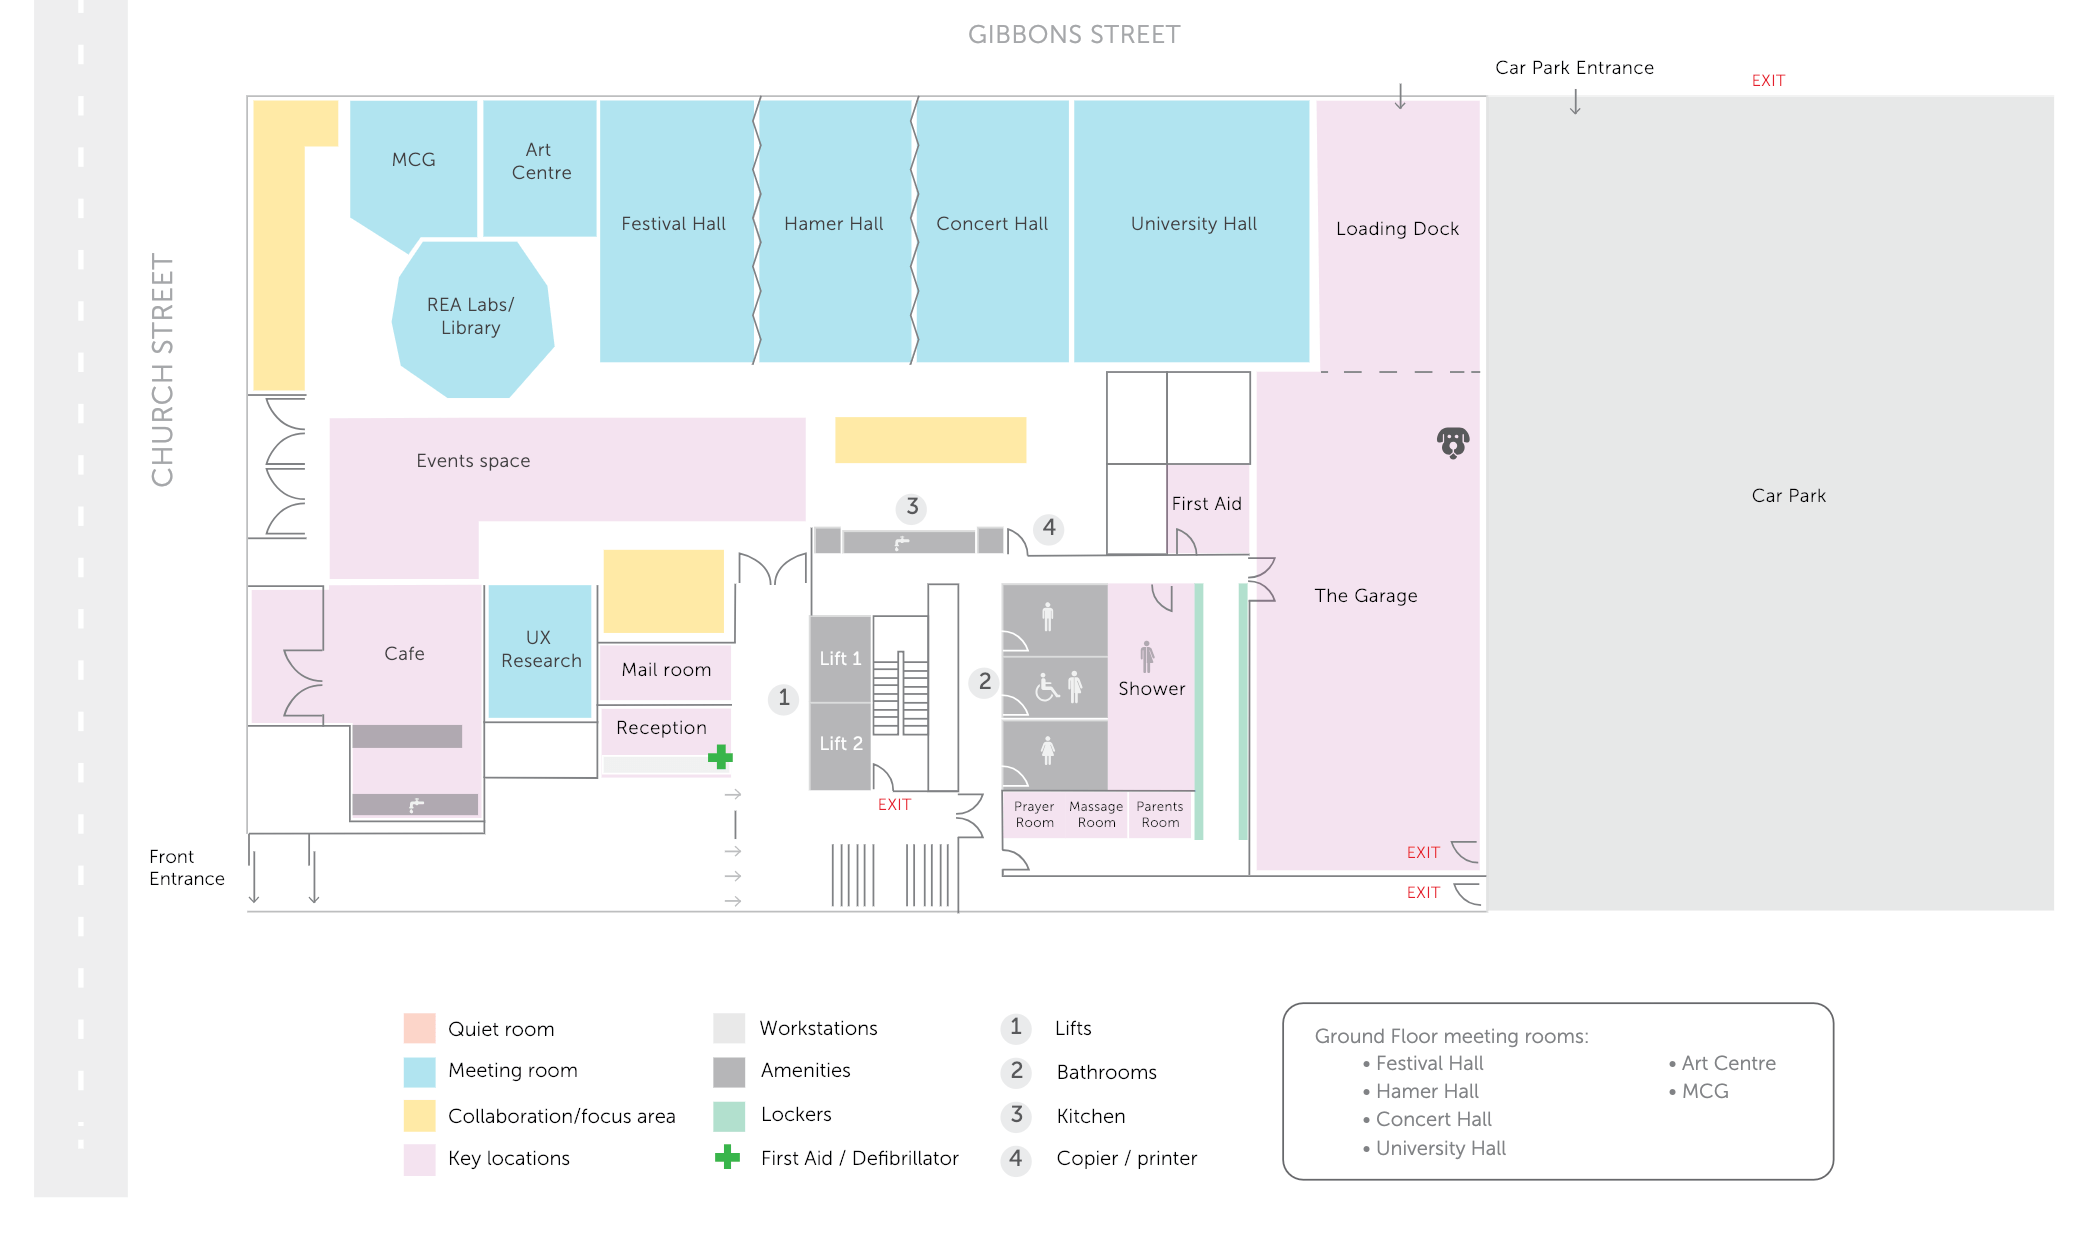 GIBBONS STREET
Car Park Entrance
EXIT
CHURCH STREET
MCG
Art
Centre
Festival Hall
Hamer Hall
Concert Hall
University Hall
Loading Dock
REA Labs/
Library
Events space
3
4
First Aid
Car Park
The Garage
Cafe
UX
Research
Mail room
Reception
1
Lift 1
Lift 2
2
Shower
EXIT
Prayer
Room
Massage
Room
Parents
Room
Front
Entrance
EXIT
EXIT
Quiet room
Meeting room
Collaboration/focus area
Key locations
Workstations
Amenities
Lockers
First Aid / Defibrillator
1 Lifts
2 Bathrooms
3 Kitchen
4 Copier / printer
Ground Floor meeting rooms:
• Festival Hall
• Hamer Hall
• Concert Hall
• University Hall
• Art Centre
• MCG